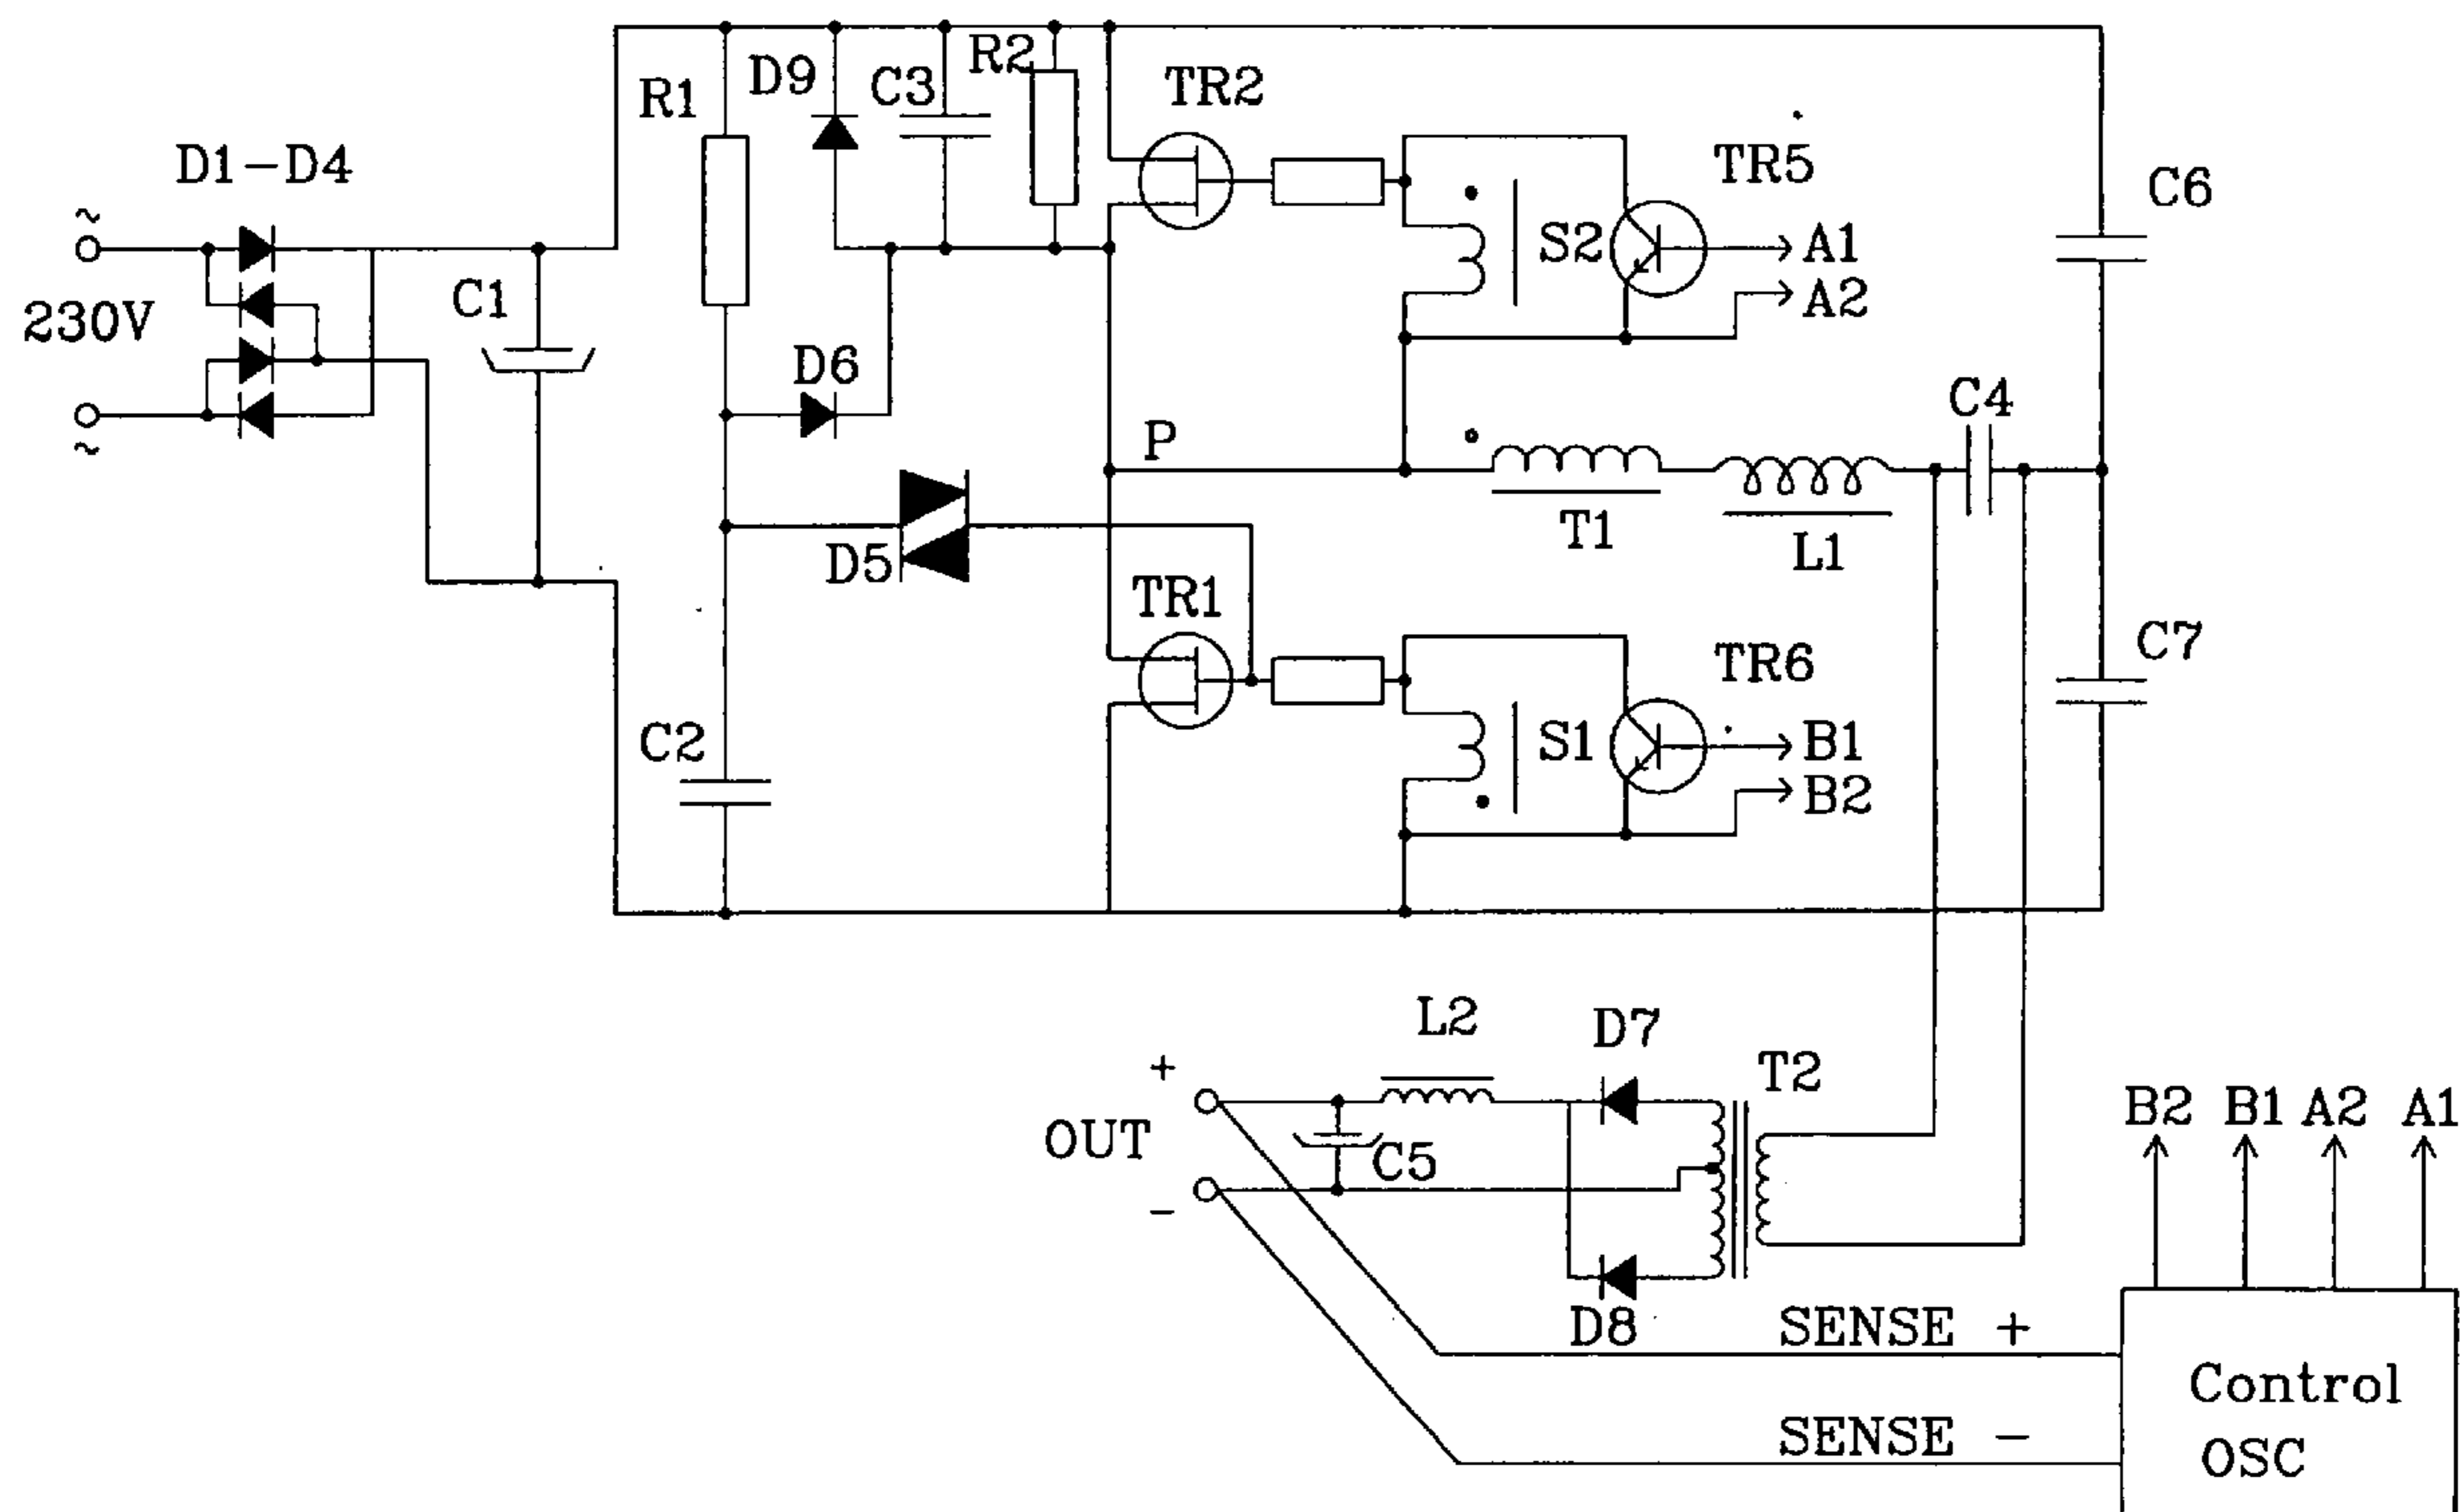 R2
D9
C3
TR2
R1
D1-D4
TR5
C6
~
S2
A1
A2
230V
C1
D6
C4
~
P
D5
T1
L1
TR1
TR6
C7
C2
S1
B1
B2
L2
D7
T2
+
OUT
C5
-
B2 B1 A2 A1
D8
SENSE +
Control
SENSE -
OSC